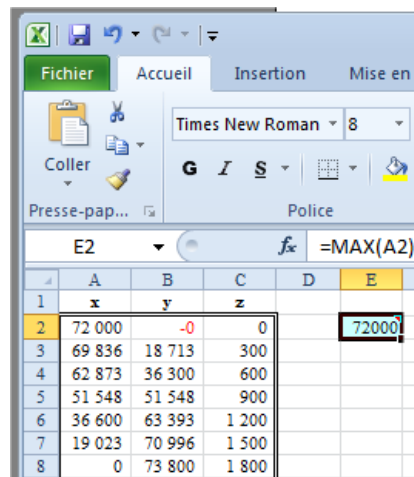 Fichier Accueil Insertion Mise en
Times New Roman 8
Coller
G I S
Presse-pap... Police
E2 fx =MAX(A2)
A B C D E
1 x y z
2 72 000 -0 0 72000
3 69 836 18 713 300
4 62 873 36 300 600
5 51 548 51 548 900
6 36 600 63 393 1 200
7 19 023 70 996 1 500
8 0 73 800 1 800